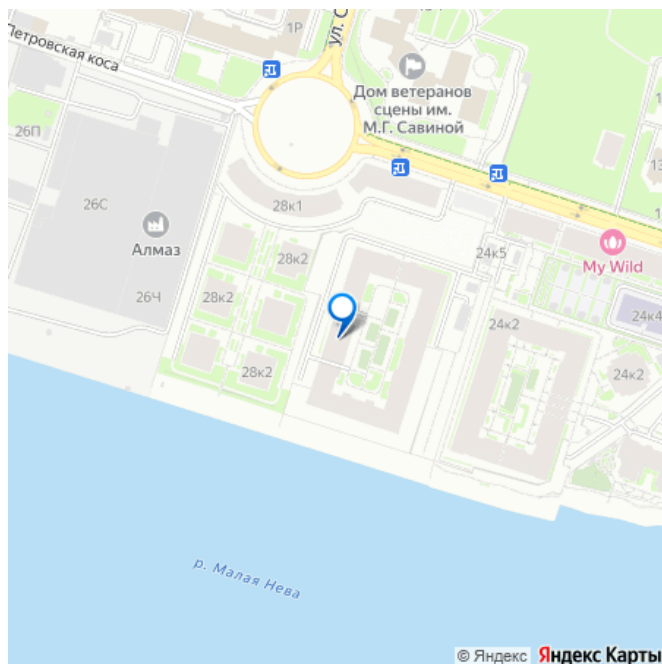 1Р
ул. С
Петровская коса
Дом ветеранов
сцены им.
М.Г. Савиной
26П
13
26С
28к1
Алмаз
24к5
My Wild
28к2
26Ч
28к2
24к4
24к2
28к2
24к2
р. Малая Нева
© Яндекс Яндекс Карты